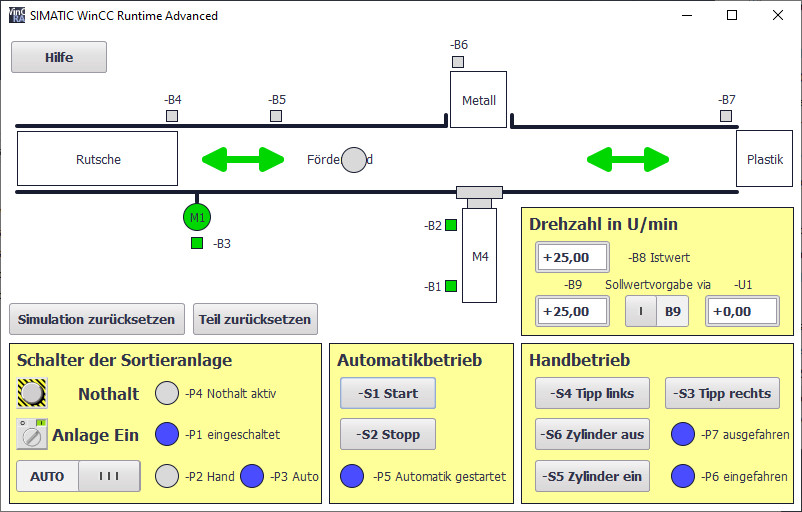 SIMATIC WinCC Runtime Advanced
Hilfe
-B6
-B4
-B5
Metall
-B7
Rutsche
Förde
d
Plastik
M1
-B3
-B2
M4
-B1
Drehzahl in U/min
+25,00
-B8 Istwert
-B9
Sollwertvorgabe via
-U1
+25,00
I
B9
+0,00
Simulation zurücksetzen
Teil zurücksetzen
Schalter der Sortieranlage
Nothalt
-P4 Nothalt aktiv
O
I
Anlage Ein
-P1 eingeschaltet
AUTO
III
-P2 Hand
-P3 Auto
Automatikbetrieb
-S1 Start
-S2 Stopp
-P5 Automatik gestartet
Handbetrieb
-S4 Tipp links
-S3 Tipp rechts
-S6 Zylinder aus
-P7 ausgefahren
-S5 Zylinder ein
-P6 eingefahren